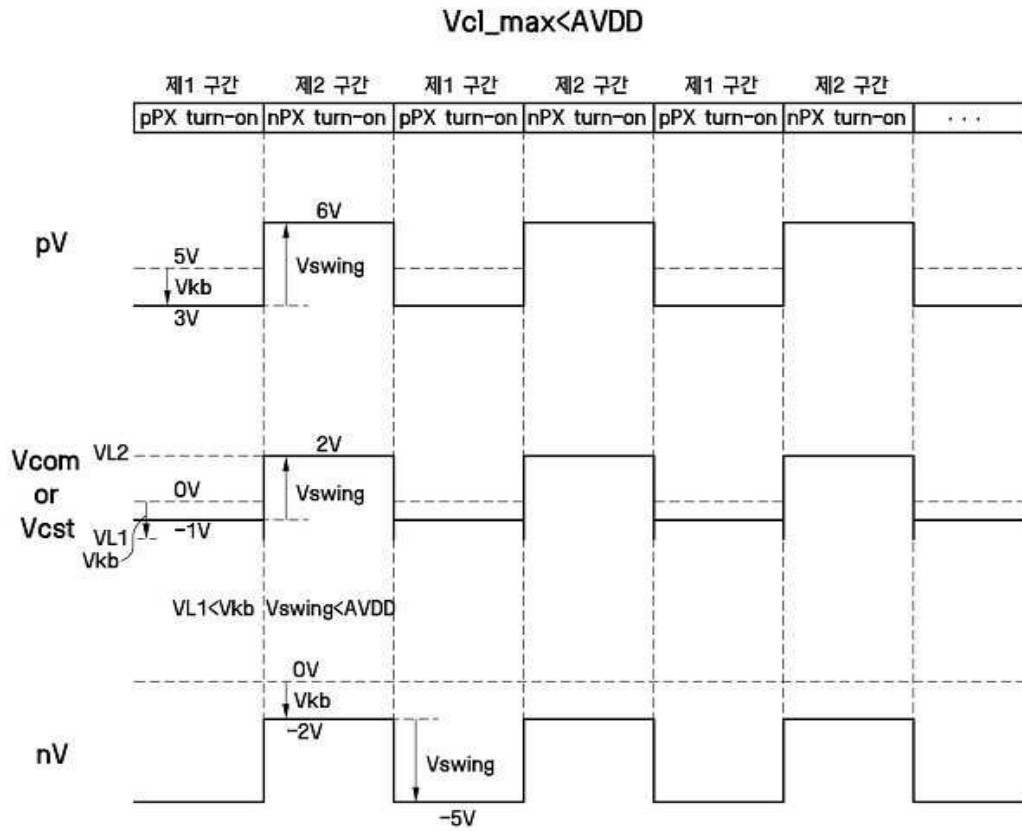 Vcl_max<AVDD
제1 구간 제2 구간 제1 구간 제2 구간 제1 구간 제2 구간
pPX turn-on nPX turn-on pPX turn-on nPX turn-on pPX turn-on nPX turn-on ...
6V
pV
5V
Vswing
Vkb
3V
2V
Vcom VL2
or
Vcst
0V
Vswing
-1V
VL1
Vkb
VL1<Vkb Vswing<AVDD
0V
Vkb
-2V
nV
Vswing
-5V